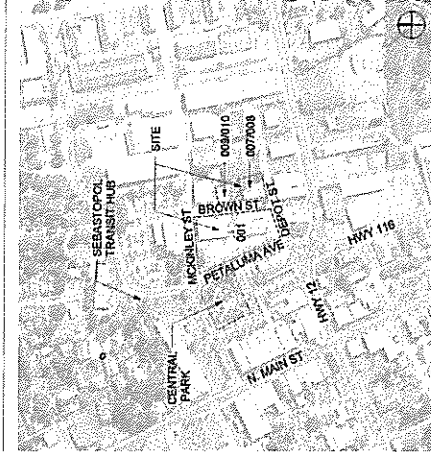 SEBASTOPOL
TRANSIT HUB
SITE
MCKINLEY ST
009/010
007/008
BROWN ST.
001
DEPOT ST.
PETALUMA AVE
HWY 116
CENTRAL
PARK
HWY 12
N. MAIN ST